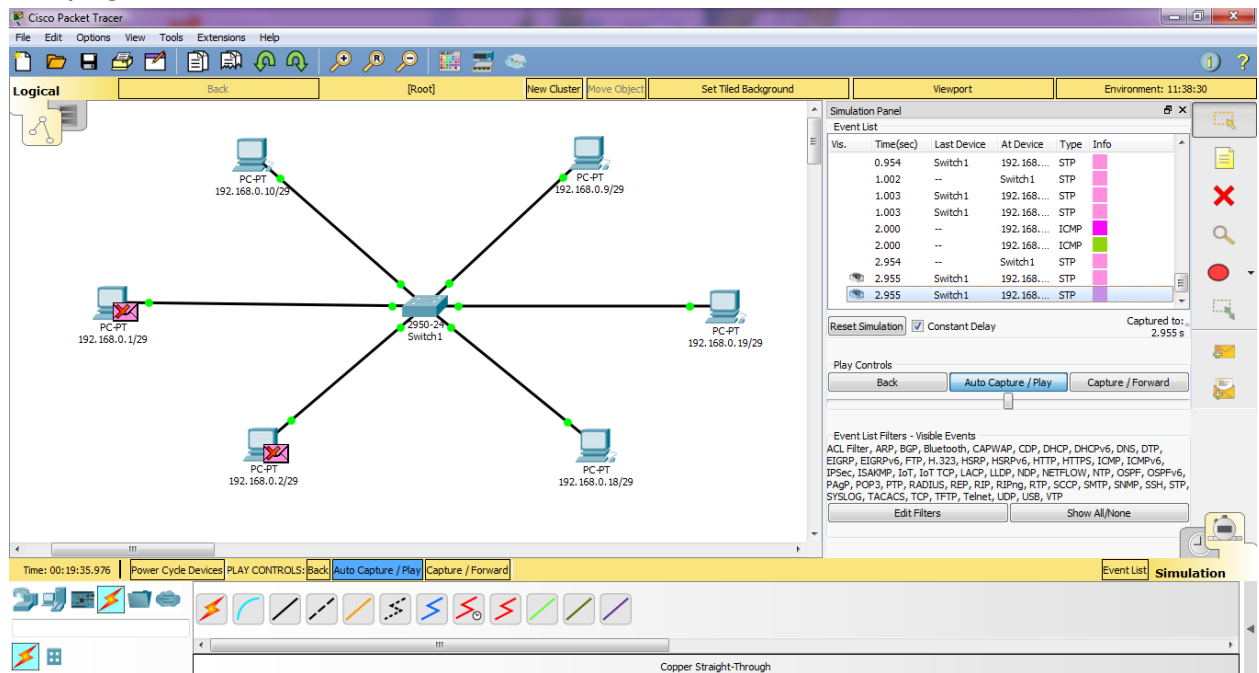 Cisco Packet Tracer
File Edit Options View Tools Extensions Help
Logical Back [Root] New Cluster Move Object Set Tiled Background Viewport Environment: 11:38:30
PC-PT
192.168.0.10/29
PC-PT
192.168.0.9/29
PC-PT
192.168.0.1/29
2950-24
Switch1
PC-PT
192.168.0.19/29
PC-PT
192.168.0.2/29
PC-PT
192.168.0.18/29
Simulation Panel
Event List
Vis. Time(sec) Last Device At Device Type Info
0.954 Switch1 192.168.... STP
1.002 -- Switch1 STP
1.003 Switch1 192.168.... STP
1.003 Switch1 192.168.... STP
2.000 -- 192.168.... ICMP
2.000 -- 192.168.... ICMP
2.954 -- Switch1 STP
2.955 Switch1 192.168.... STP
2.955 Switch1 192.168.... STP
Reset Simulation Constant Delay Captured to:
2.955 s
Play Controls
Back Auto Capture / Play Capture / Forward
Event List Filters - Visible Events
ACL Filter, ARP, BGP, Bluetooth, CAPWAP, CDP, DHCP, DHCPv6, DNS, DTP,
EIGRP, EIGRPv6, FTP, H.323, HSRP, HSRPv6, HTTP, HTTPS, ICMP, ICMPv6,
IPSec, ISAKMP, IoT, IoT TCP, LACP, LLDP, NDP, NETFLOW, NTP, OSPF, OSPFv6,
PAgP, POP3, PTP, RADIUS, REP, RIP, RIPng, RTP, SCCP, SMTP, SNMP, SSH, STP,
SYSLOG, TACACS, TCP, TFTP, Telnet, UDP, USB, VTP
Edit Filters Show All/None
Time: 00:19:35.976 Power Cycle Devices PLAY CONTROLS: Back Auto Capture / Play Capture / Forward Event List Simulation
Copper Straight-Through